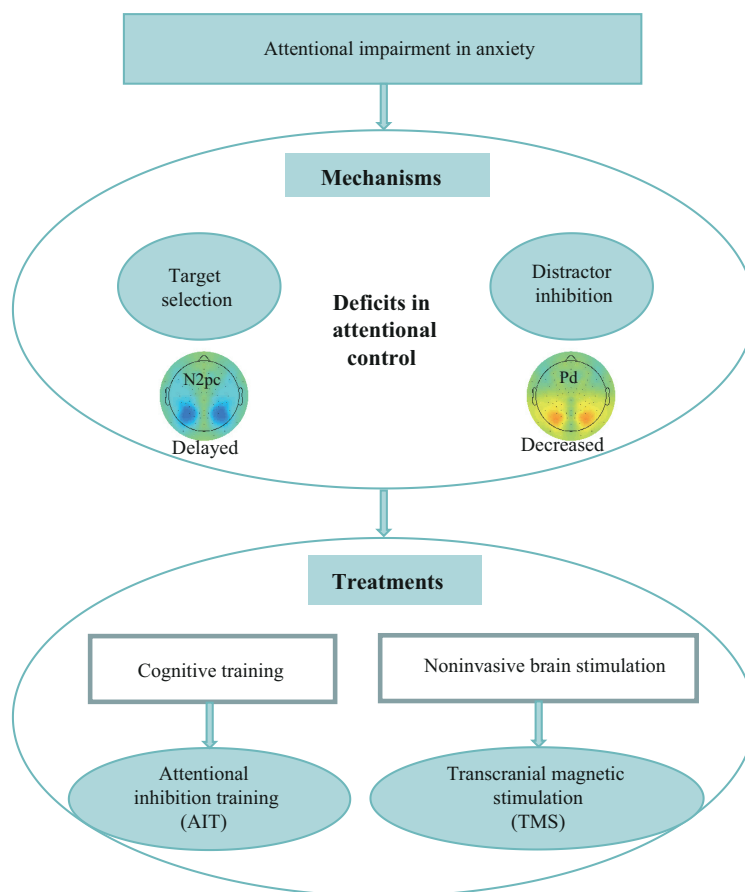 Attentional impairment in anxiety
Mechanisms
Target
selection
Deficits in
attentional
control
Distractor
inhibition
N2pc
Delayed
Pd
Decreased
Treatments
Cognitive training
Noninvasive brain stimulation
Attentional
inhibition training
(AIT)
Transcranial magnetic
stimulation
(TMS)